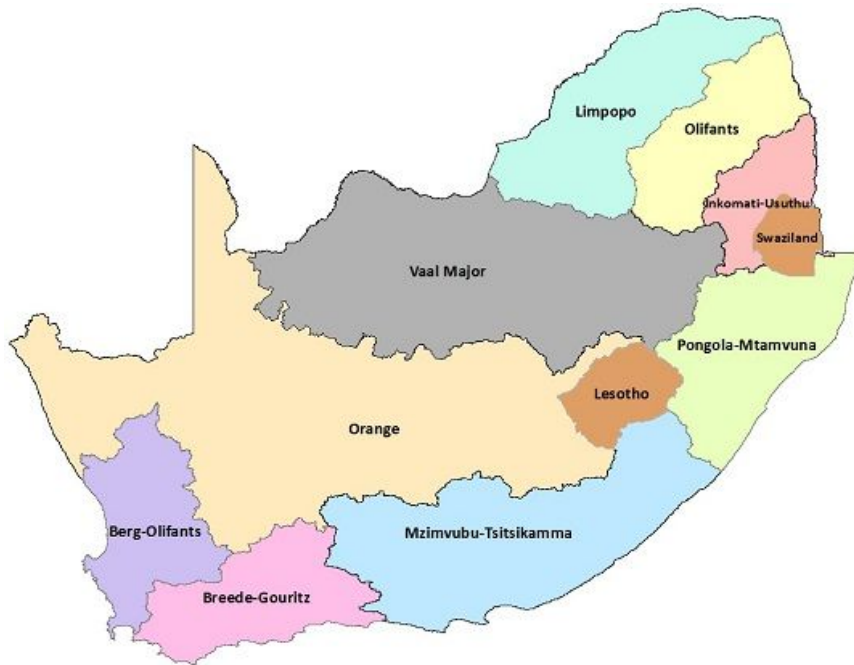 Limpopo
Olifants
Inkomati-Usuthu
Swaziland
Vaal Major
Pongola-Mtamvuna
Lesotho
Orange
Berg-Olifants
Mzimvubu-Tsitsikamma
Breede-Gouritz